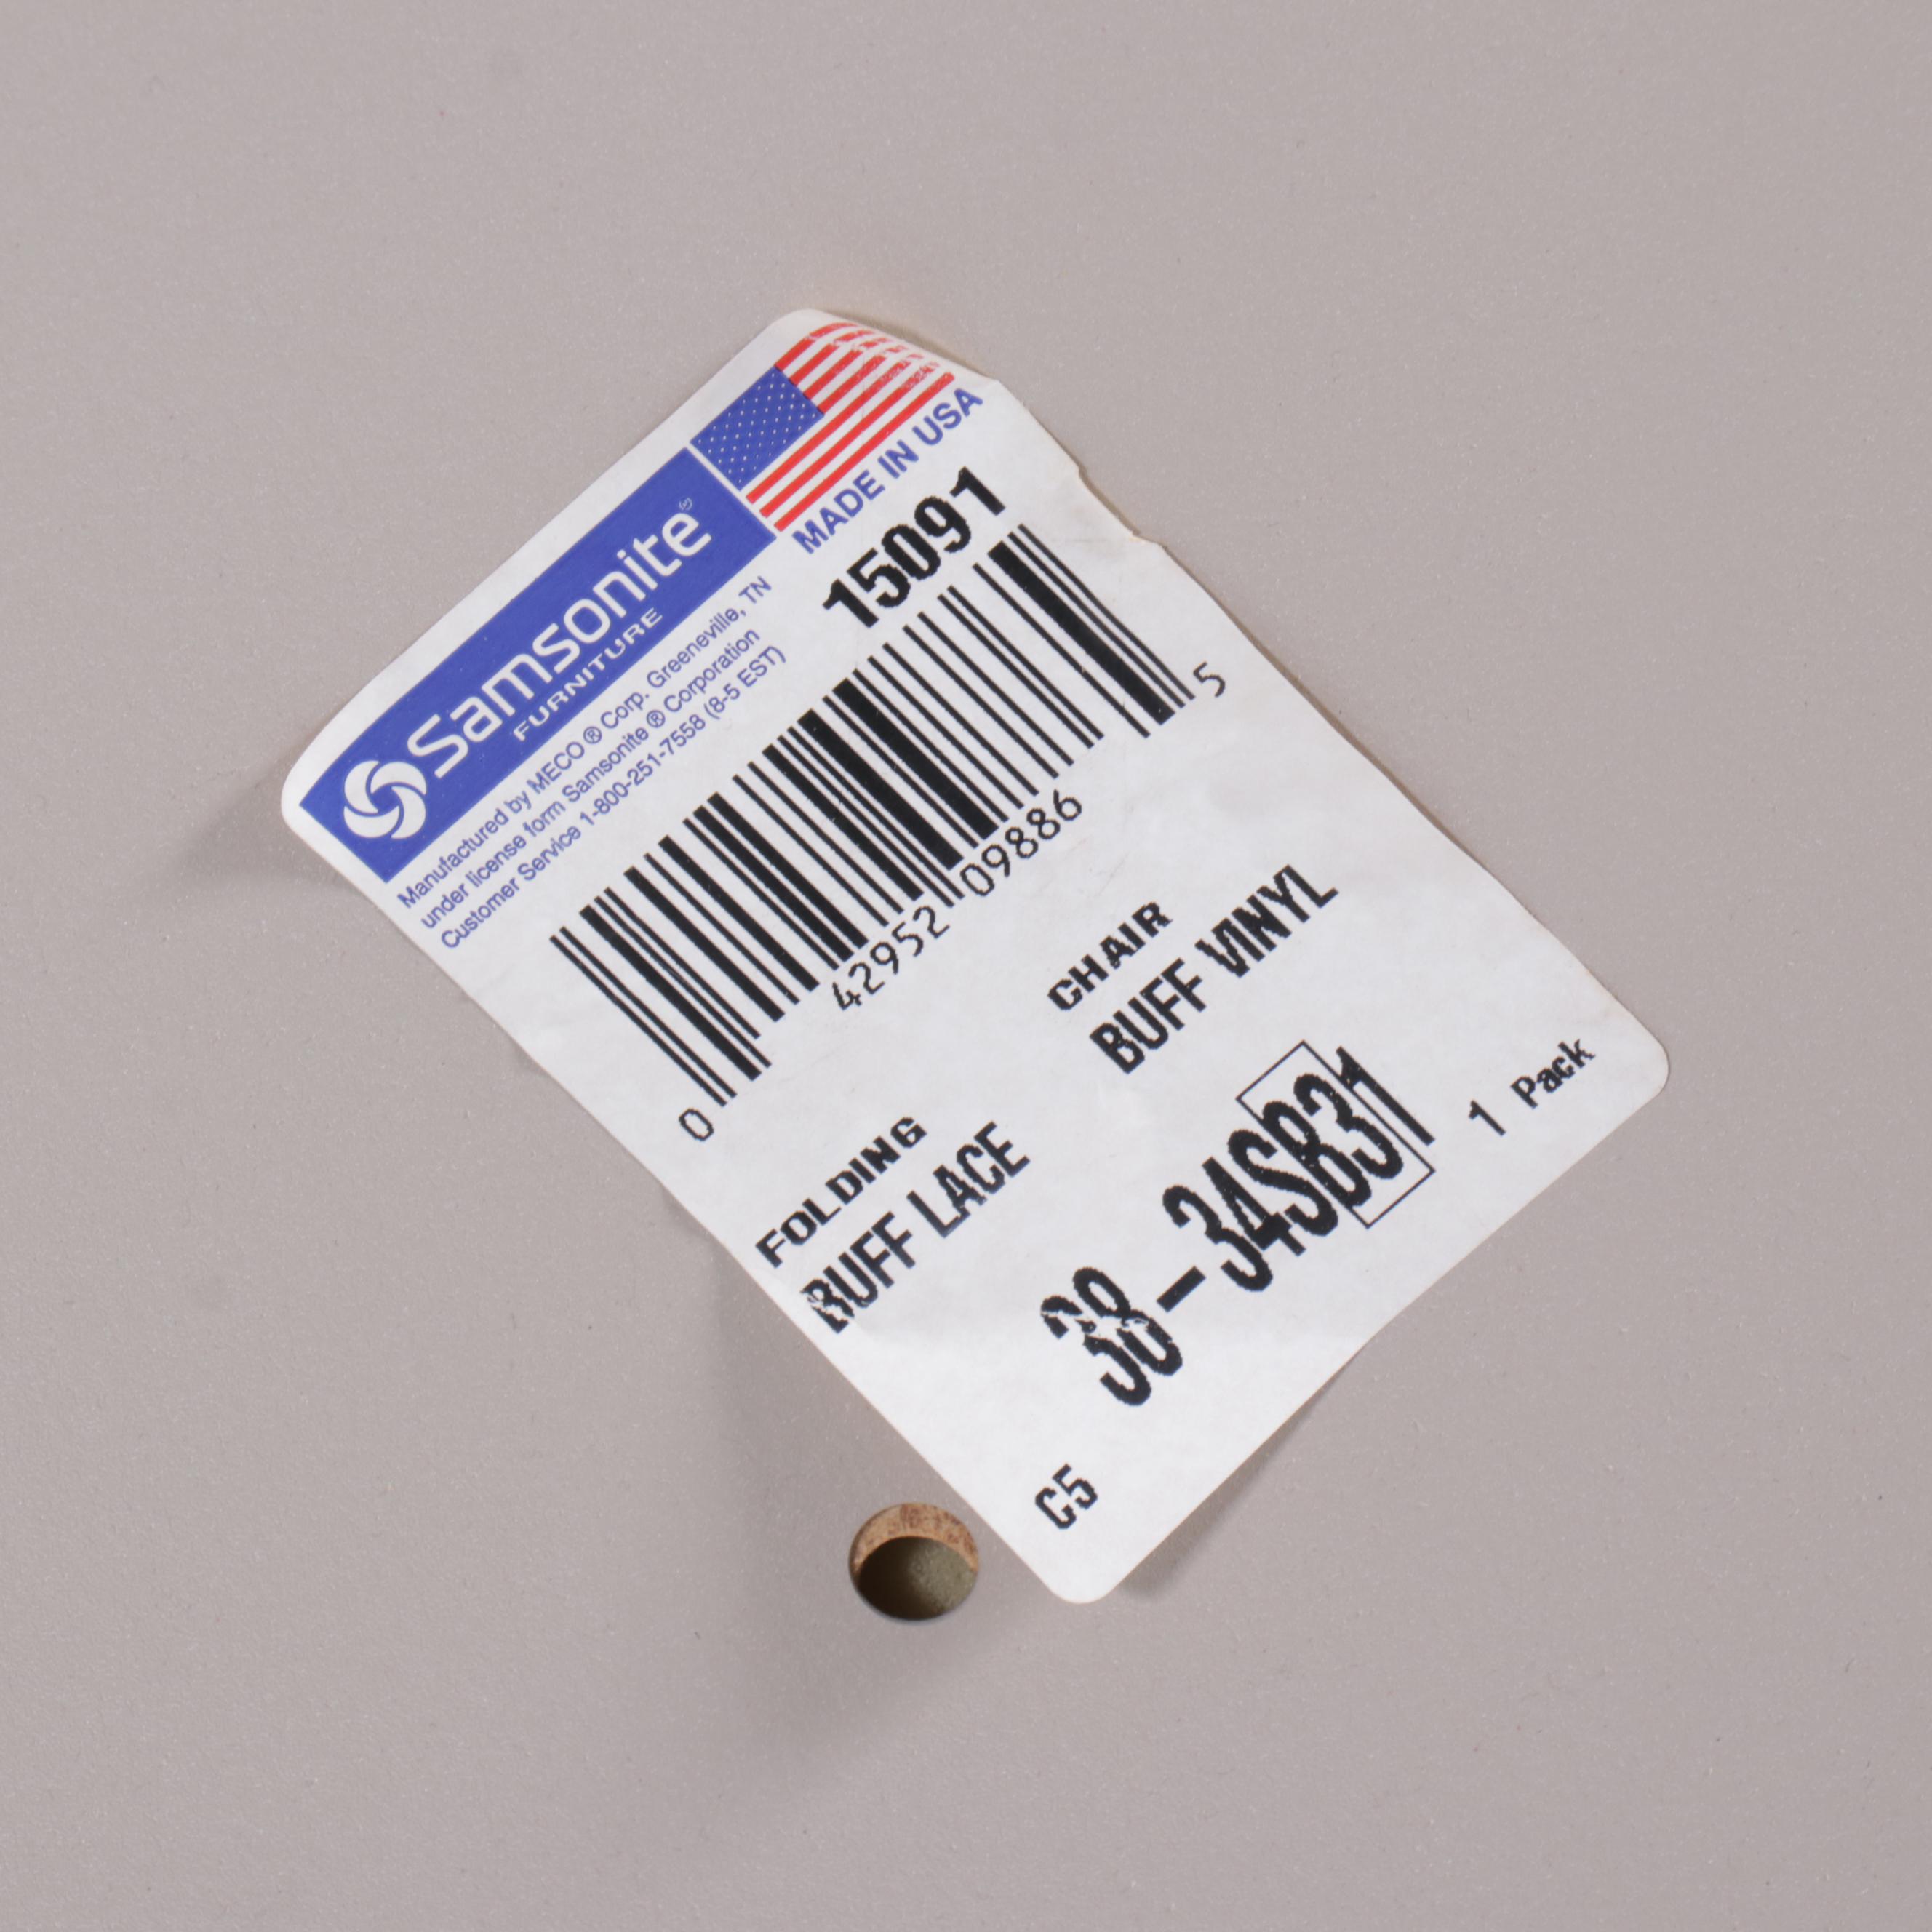 Samsonite®
FURNITURE
MADE IN USA
Manufactured by MECO ® Corp. Greeneville, TN
under license form Samsonite ® Corporation
Customer Service 1-800-251-7558 (8-5 EST)
15091
0 42952 09886 5
FOLDING CHAIR
BUFF LACE BUFF VINYL
38-34SB31
C5 1 Pack